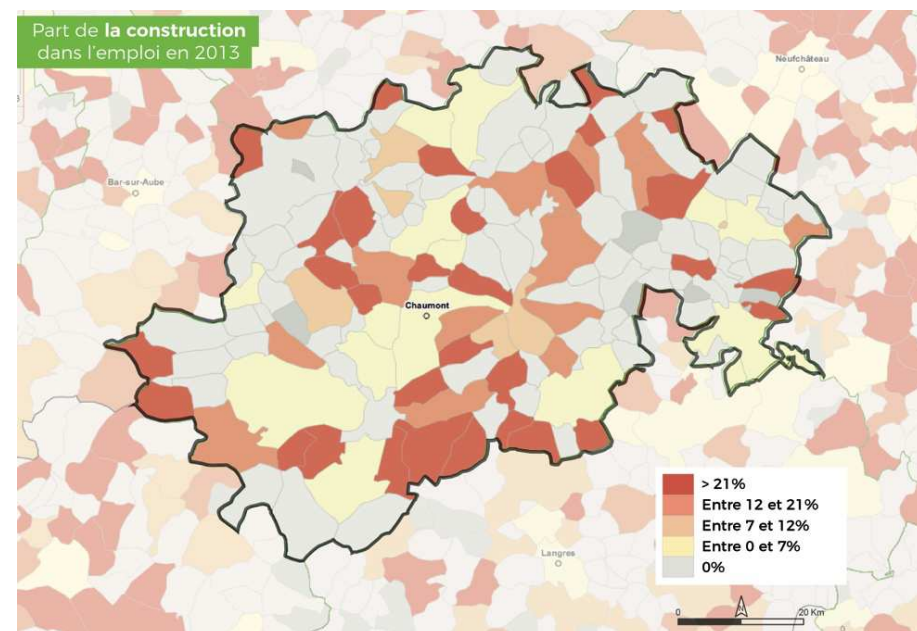 Part de la construction
dans l'emploi en 2013
Neufchâteau
Bar-sur-Aube
Chaumont
> 21%
Entre 12 et 21%
Entre 7 et 12%
Entre 0 et 7%
0%
Langres
N
0 20 Km